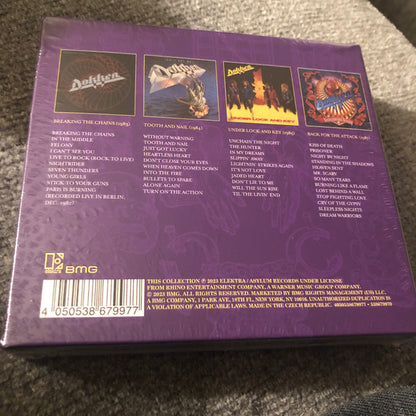 Dokken
Dokken
Dokken
UNDER LOCK AND KEY
BREAKING THE CHAINS (1983)
BREAKING THE CHAINS
IN THE MIDDLE
FELONY
I CAN'T SEE YOU
LIVE TO ROCK (ROCK TO LIVE)
NIGHTRIDER
SEVEN THUNDERS
YOUNG GIRLS
STICK TO YOUR GUNS
PARIS IS BURNING
(RECORDED LIVE IN BERLIN,
DEC. 1982)
TOOTH AND NAIL (1984)
WITHOUT WARNING
TOOTH AND NAIL
JUST GOT LUCKY
HEARTLESS HEART
DON'T CLOSE YOUR EYES
WHEN HEAVEN COMES DOWN
INTO THE FIRE
BULLETS TO SPARE
ALONE AGAIN
TURN ON THE ACTION
UNDER LOCK AND KEY (1985)
UNCHAIN THE NIGHT
THE HUNTER
IN MY DREAMS
SLIPPIN' AWAY
LIGHTNIN' STRIKES AGAIN
IT'S NOT LOVE
JADED HEART
DON'T LIE TO ME
WILL THE SUN RISE
TIL THE LIVIN' END
BACK FOR THE ATTACK (1987)
KISS OF DEATH
PRISONER
NIGHT BY NIGHT
STANDING IN THE SHADOWS
HEAVEN SENT
MR. SCARY
SO MANY TEARS
BURNING LIKE A FLAME
LOST BEHIND A WALL
STOP FIGHTING LOVE
CRY OF THE GYPSY
SLEEPLESS NIGHTS
DREAM WARRIORS
BMG
4 050538 679977
THIS COLLECTION ℗ 2023 ELEKTRA / ASYLUM RECORDS UNDER LICENSE
FROM RHINO ENTERTAINMENT COMPANY, A WARNER MUSIC GROUP COMPANY.
© 2023 BMG, ALL RIGHTS RESERVED. MARKETED BY BMG RIGHTS MANAGEMENT (US) LLC,
A BMG COMPANY, 1 PARK AVE, 18TH FL, NEW YORK, NY 10016. UNAUTHORIZED DUPLICATION IS
A VIOLATION OF APPLICABLE LAWS. MADE IN THE CZECH REPUBLIC. 4050538679977 - 538679970